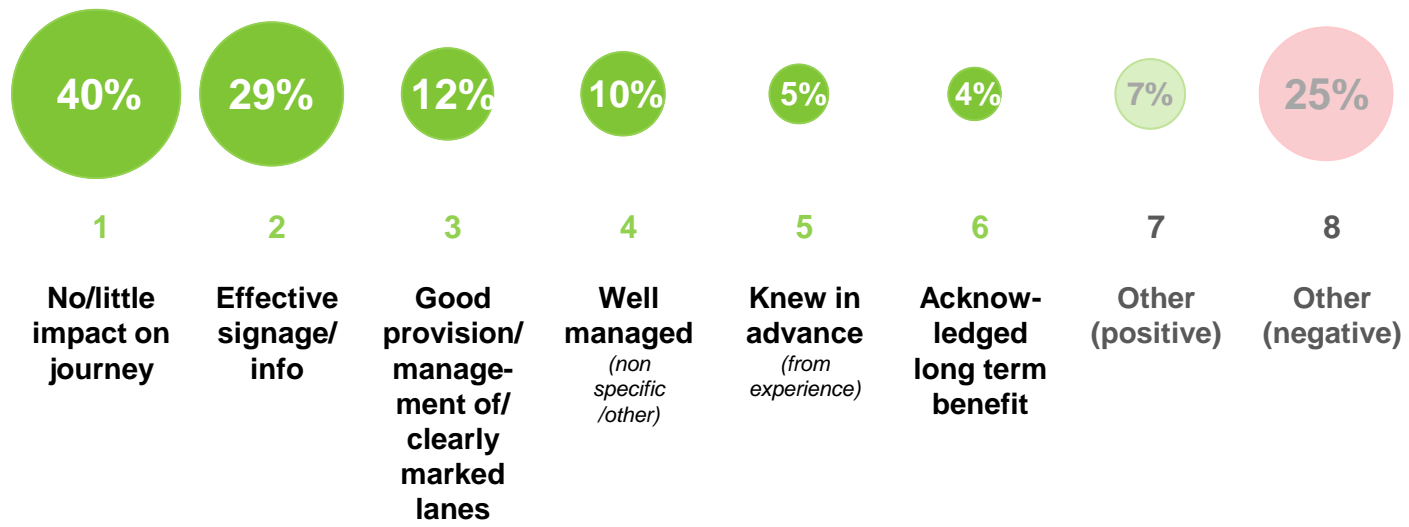 40%
29%
12%
10%
5%
4%
7%
25%
1
2
3
4
5
6
7
8
No/little
impact on
journey
Effective
signage/
info
Good
provision/
manage-
ment of/
clearly
marked
lanes
Well
managed
(non
specific
/other)
Knew in
advance
(from
experience)
Acknow-
ledged
long term
benefit
Other
(positive)
Other
(negative)